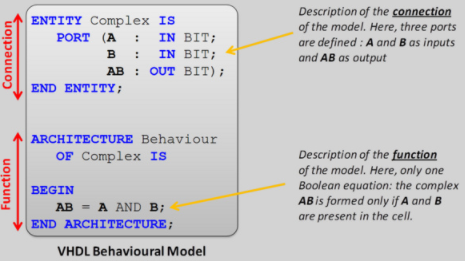 Connection
ENTITY Complex IS
PORT (A : IN BIT;
B : IN BIT;
AB : OUT BIT);
END ENTITY;
Description of the connection
of the model. Here, three ports
are defined : A and B as inputs
and AB as output
Function
ARCHITECTURE Behaviour
OF Complex IS
BEGIN
AB = A AND B;
END ARCHITECTURE;
Description of the function
of the model. Here, only one
Boolean equation: the complex
AB is formed only if A and B
are present in the cell.
VHDL Behavioural Model